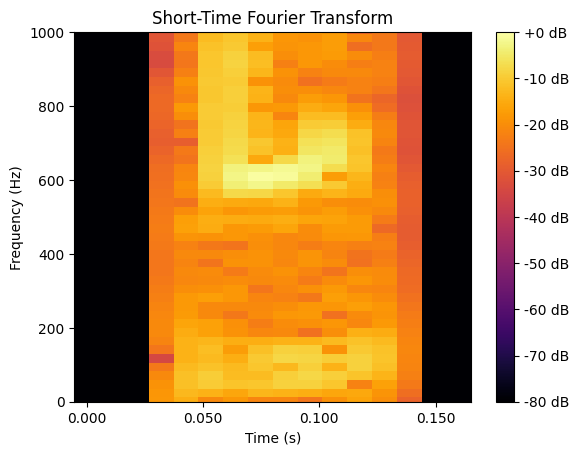 Short-Time Fourier Transform
1000
800
600
400
200
0
Frequency (Hz)
0.000
0.050
0.100
0.150
Time (s)
+0 dB
-10 dB
-20 dB
-30 dB
-40 dB
-50 dB
-60 dB
-70 dB
-80 dB